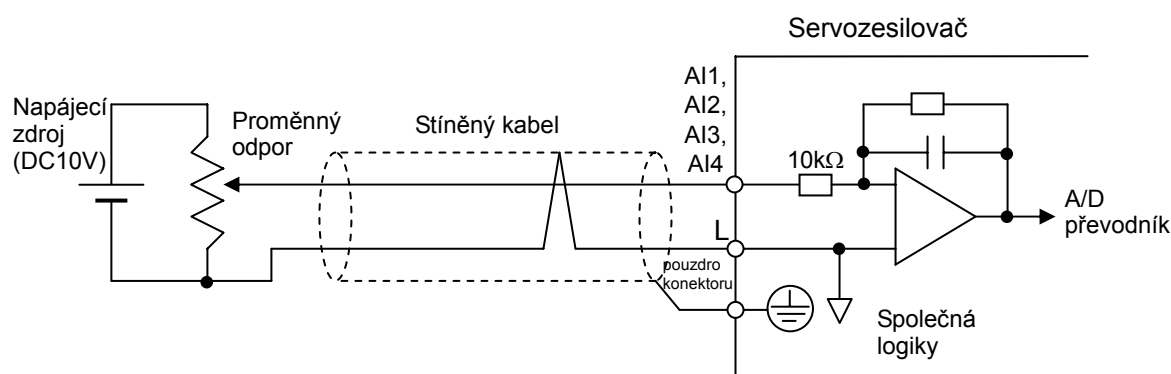 Servozesilovač
AI1,
AI2,
AI3,
AI4
Napájecí
zdroj
(DC10V)
Proměnný
odpor
Stíněný kabel
10kΩ
A/D
převodník
L
pouzdro
konektoru
Společná
logiky